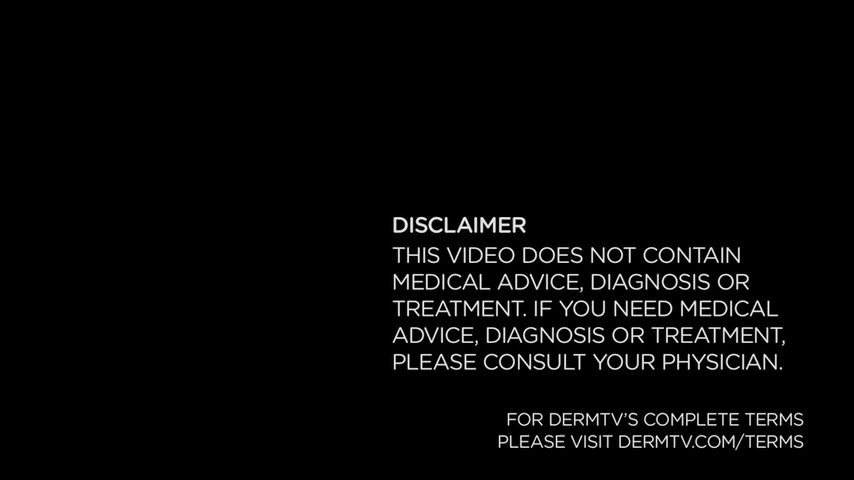 DISCLAIMER
THIS VIDEO DOES NOT CONTAIN
MEDICAL ADVICE, DIAGNOSIS OR
TREATMENT. IF YOU NEED MEDICAL
ADVICE, DIAGNOSIS OR TREATMENT,
PLEASE CONSULT YOUR PHYSICIAN.
FOR DERMTV'S COMPLETE TERMS
PLEASE VISIT DERMTV.COM/TERMS